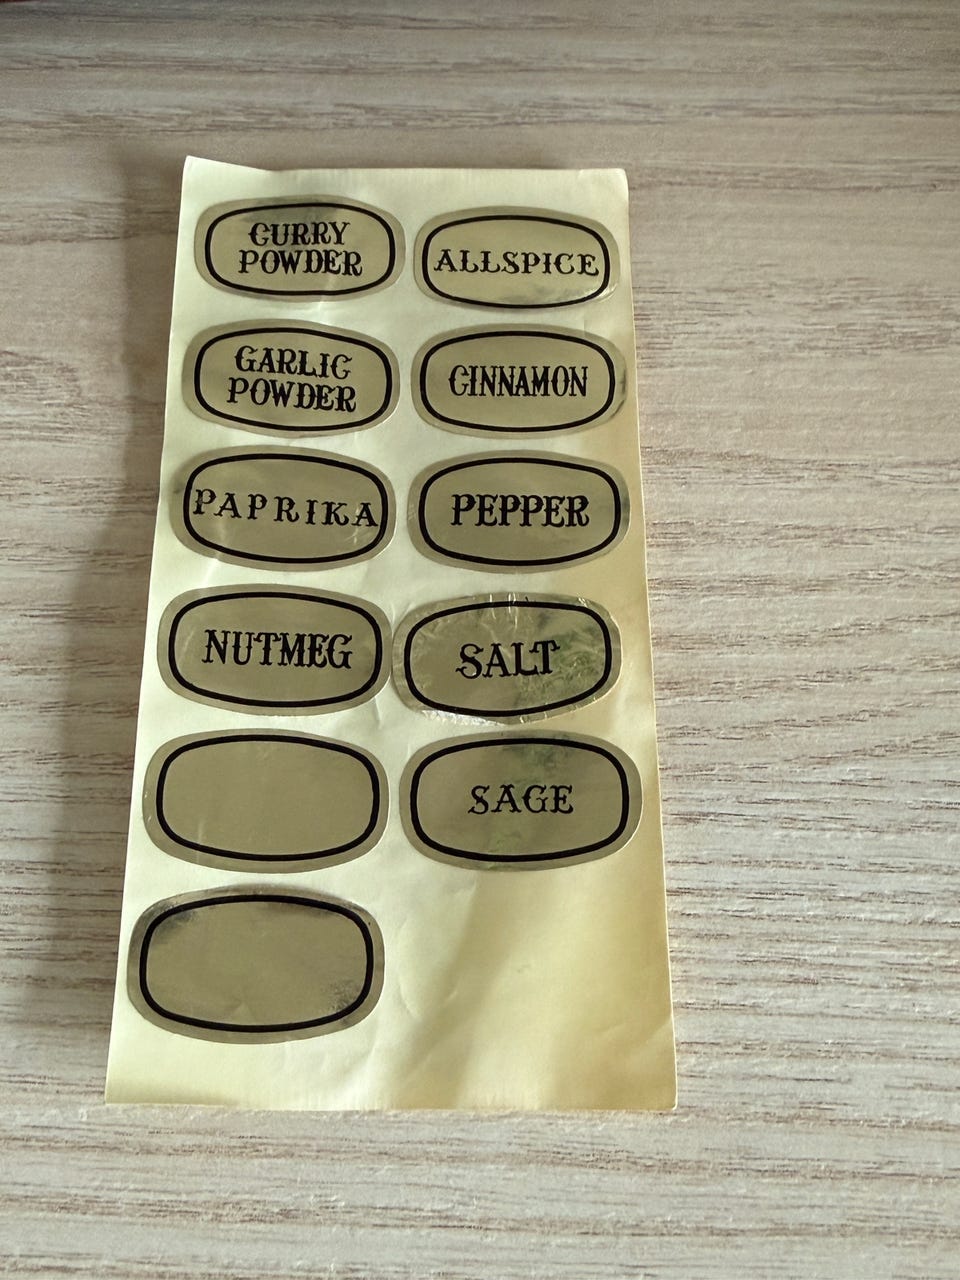 CURRY
POWDER
ALLSPICE
GARLIC
POWDER
CINNAMON
PAPRIKA
PEPPER
NUTMEG
SALT
SAGE